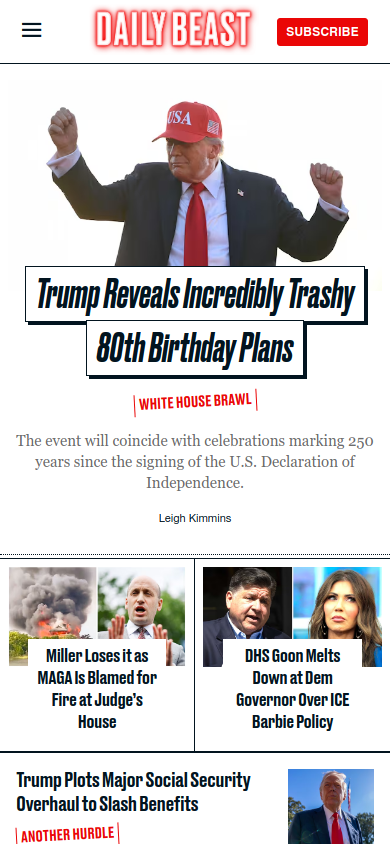 DAILY BEAST
SUBSCRIBE
USA
Trump Reveals Incredibly Trashy
80th Birthday Plans
WHITE HOUSE BRAWL
The event will coincide with celebrations marking 250
years since the signing of the U.S. Declaration of
Independence.
Leigh Kimmins
Miller Loses it as
MAGA Is Blamed for
Fire at Judge's
House
DHS Goon Melts
Down at Dem
Governor Over ICE
Barbie Policy
Trump Plots Major Social Security
Overhaul to Slash Benefits
ANOTHER HURDLE